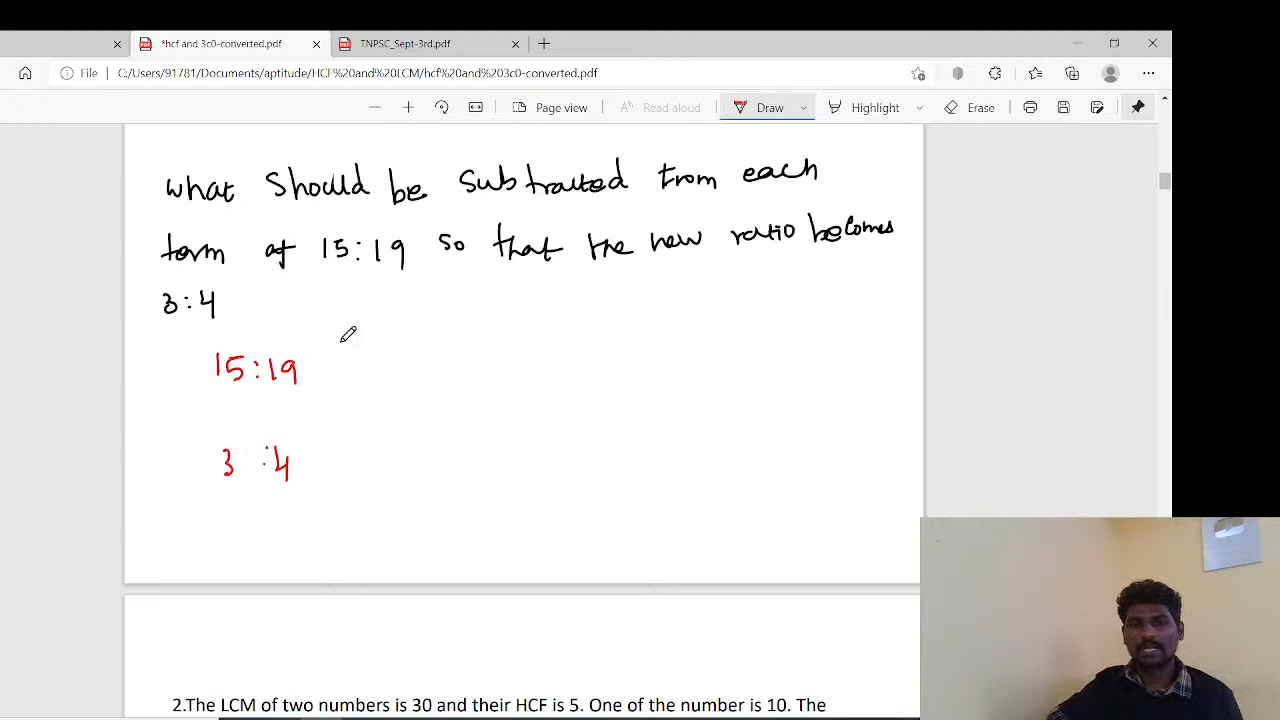 *hcf and 3c0-converted.pdf
TNPSC_Sept-3rd.pdf
File
C:/Users/91781/Documents/aptitude/HCF%20and%20LCM/hcf%20and%203c0-converted.pdf
Page view
Read aloud
Draw
Highlight
Erase
What should be subtracted from each
term of 15:19 so that the new ratio becomes
3:4
15:19
3 :4
2.The LCM of two numbers is 30 and their HCF is 5. One of the number is 10. The